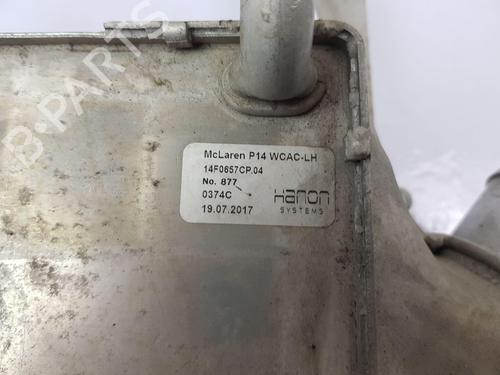 McLaren P14 WCAC-LH
14F0657CP.04
No. 877
0374C
19.07.2017
Hanon
SYSTEMS
B-PARTS